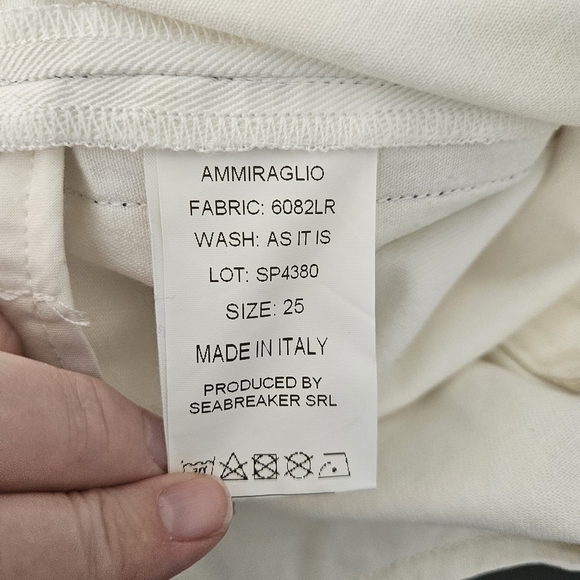 AMMIRAGLIO
FABRIC: 6082LR
WASH: AS IT IS
LOT: SP4380
SIZE: 25
MADE IN ITALY
PRODUCED BY
SEABREAKER SRL